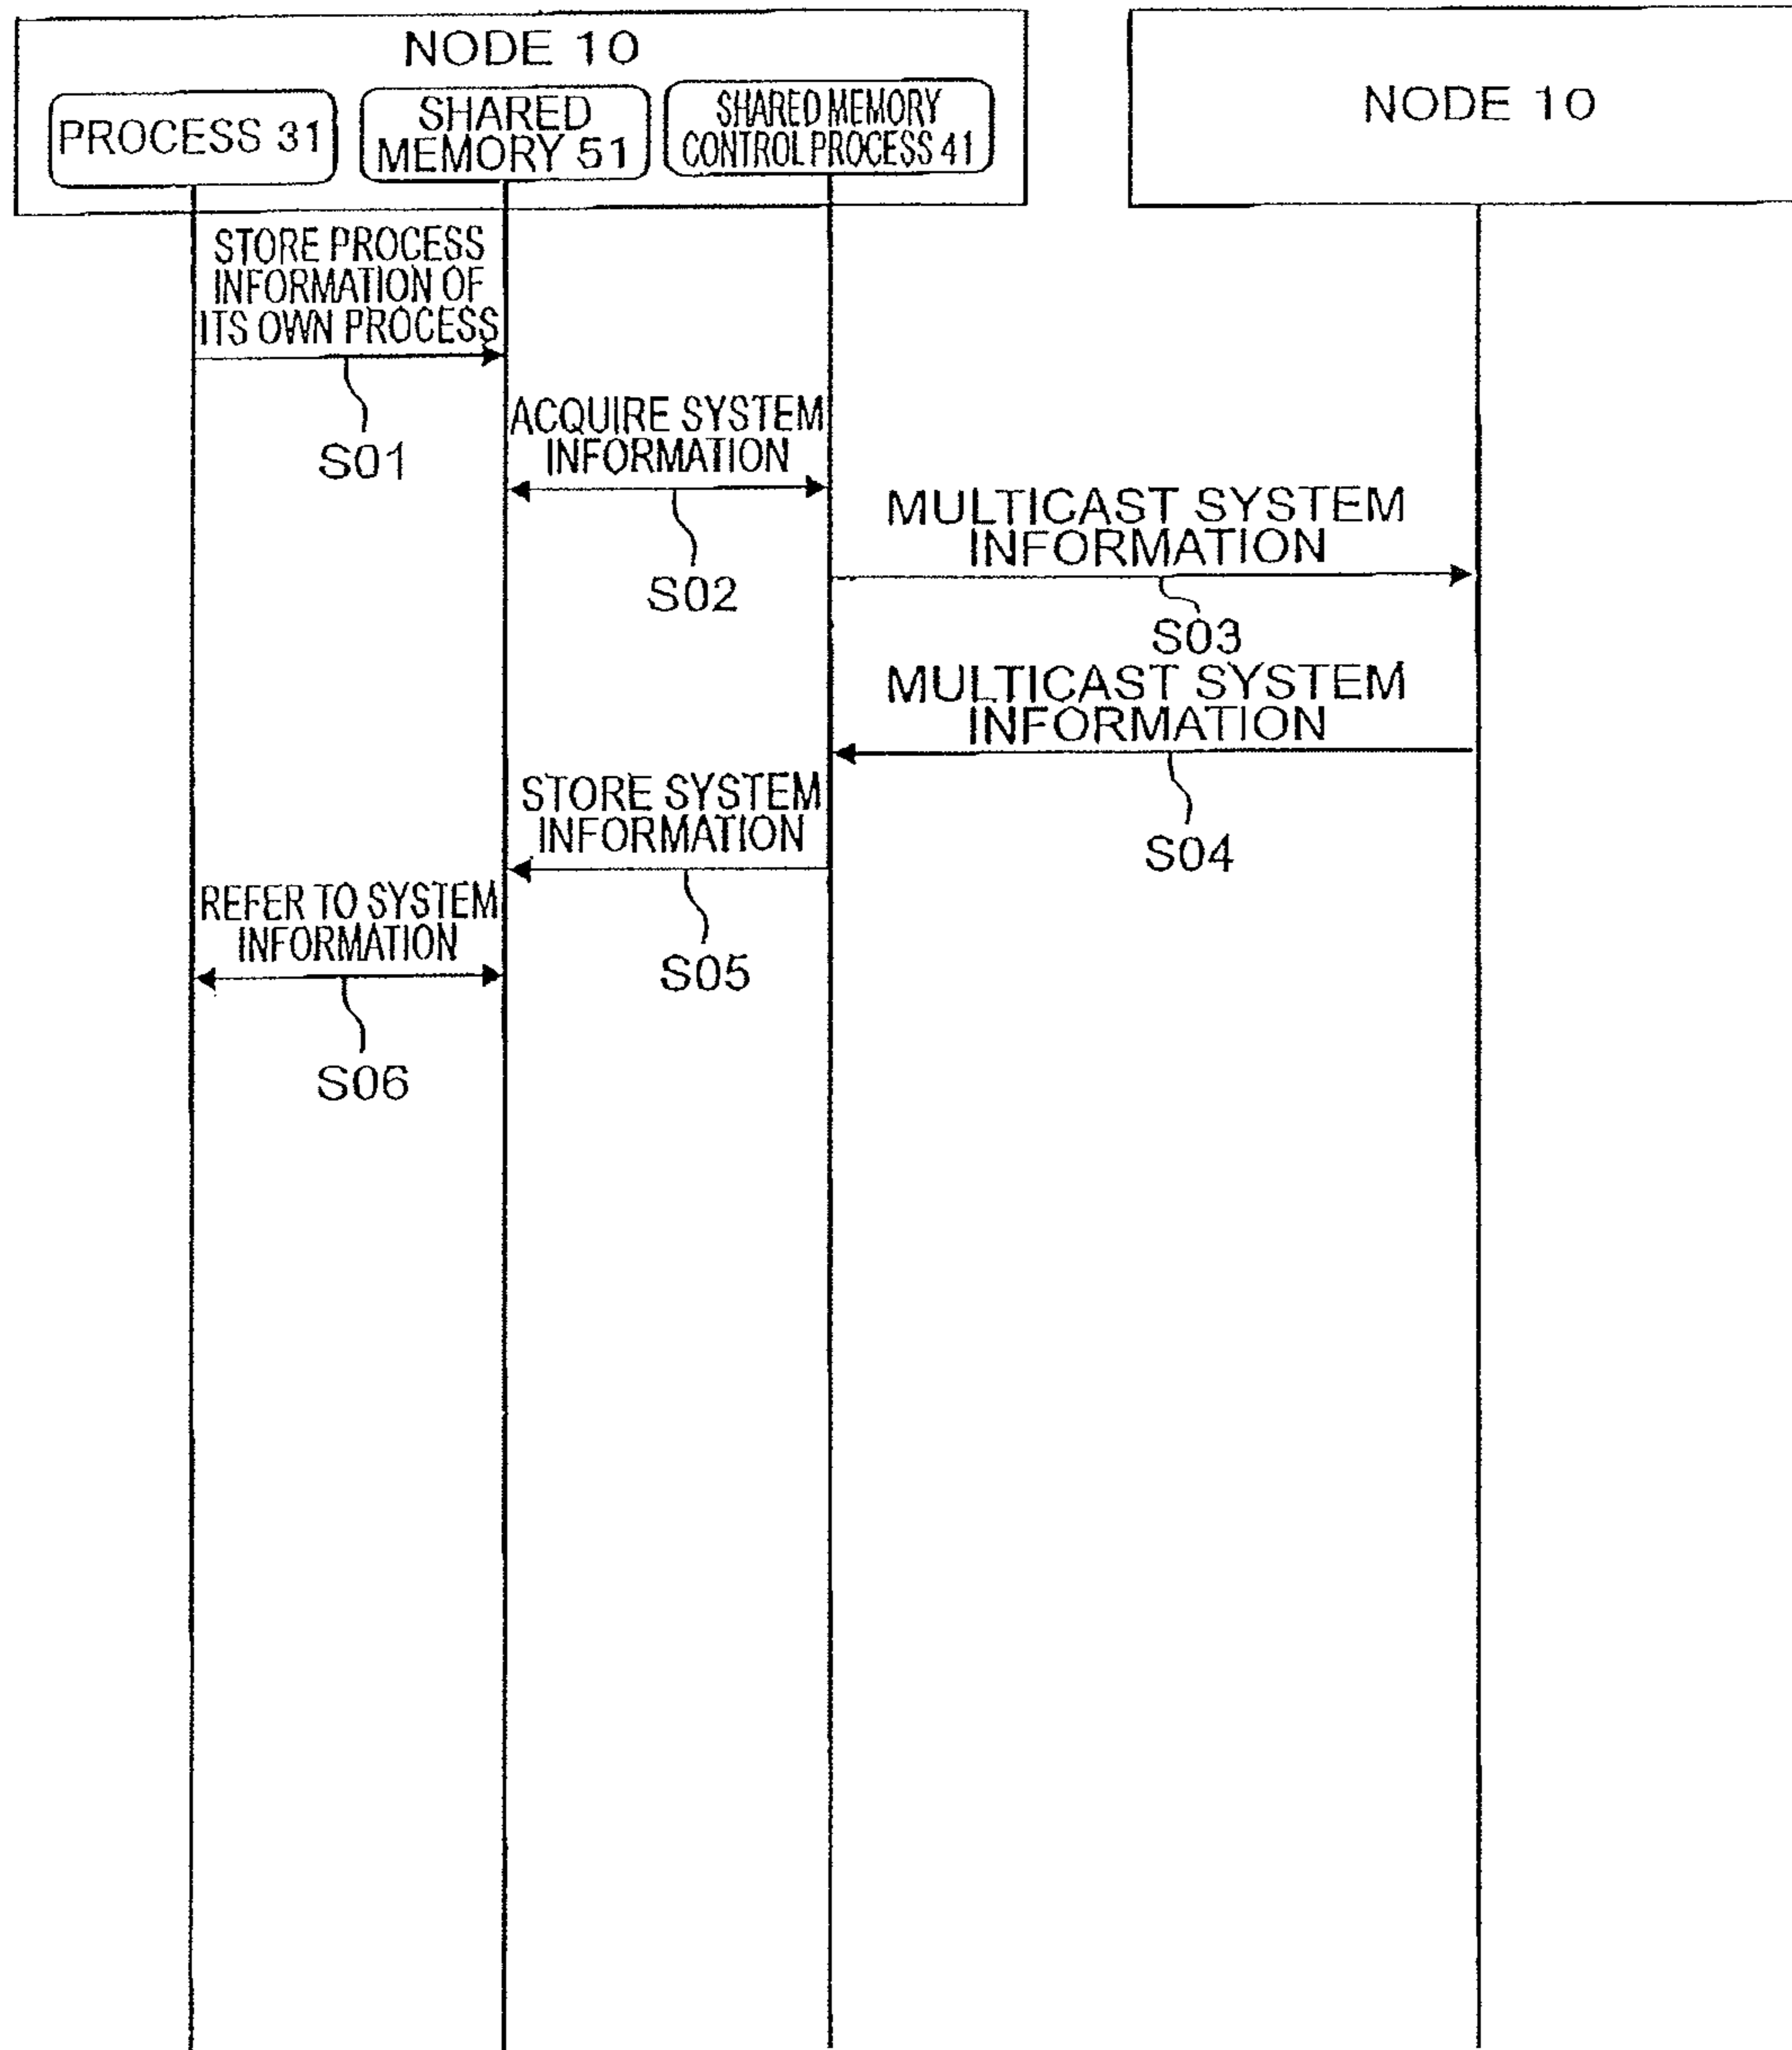 NODE 10
PROCESS 31
SHARED
MEMORY 51
SHARED MEMORY
CONTROL PROCESS 41
NODE 10
STORE PROCESS
INFORMATION OF
ITS OWN PROCESS
S01
ACQUIRE SYSTEM
INFORMATION
S02
MULTICAST SYSTEM
INFORMATION
S03
MULTICAST SYSTEM
INFORMATION
S04
STORE SYSTEM
INFORMATION
S05
REFER TO SYSTEM
INFORMATION
S06